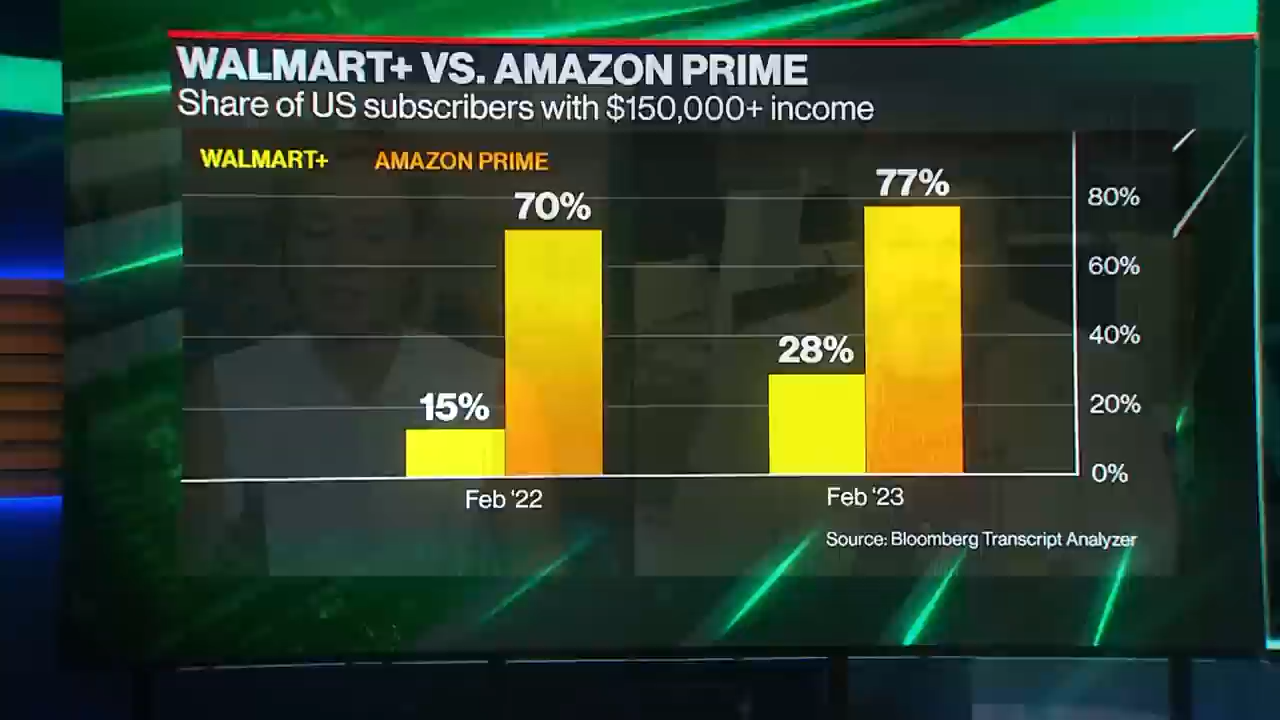 WALMART+ VS. AMAZON PRIME
Share of US subscribers with $150,000+ income
WALMART+ AMAZON PRIME
70%
77%
80%
60%
28%
40%
15%
20%
0%
Feb ‘22
Feb ‘23
Source: Bloomberg Transcript Analyzer